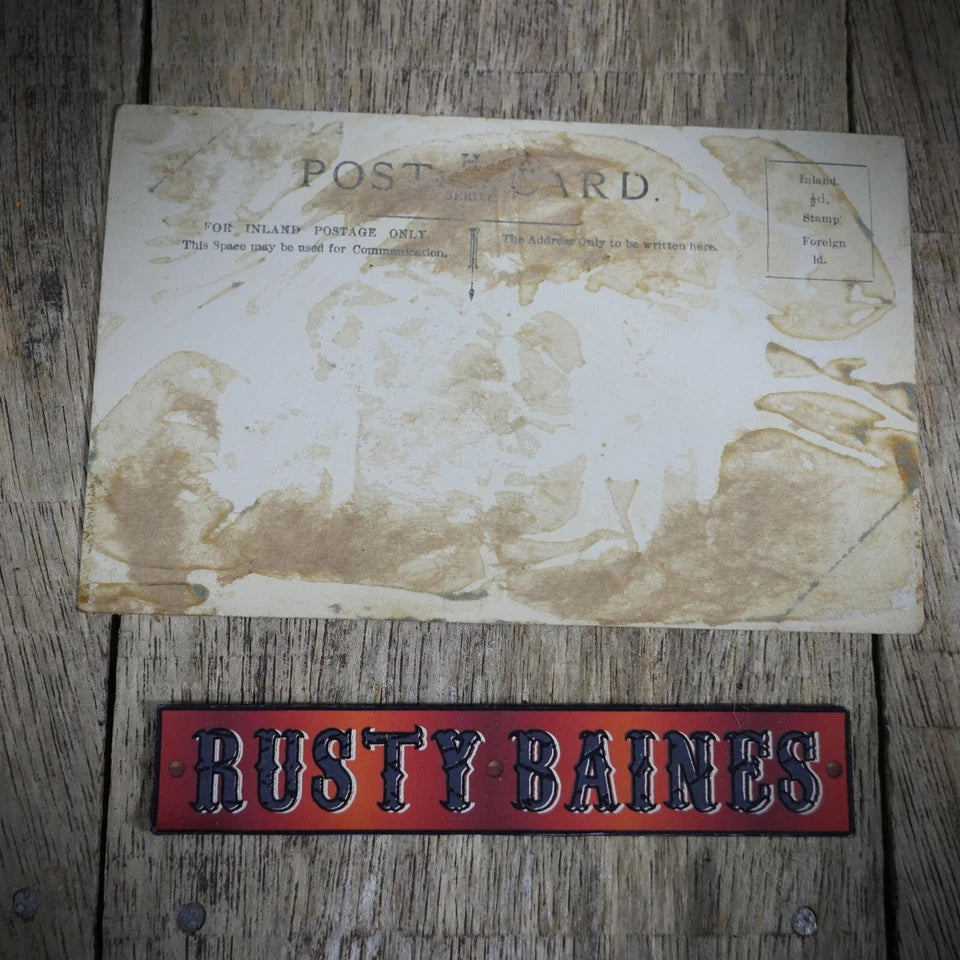 H
POST CARD.
SERIES
FOR INLAND POSTAGE ONLY
This Space may be used for Communication.
The Address Only to be written here.
Inland.
½d.
Stamp
Foreign
1d.
RUSTY BAINES